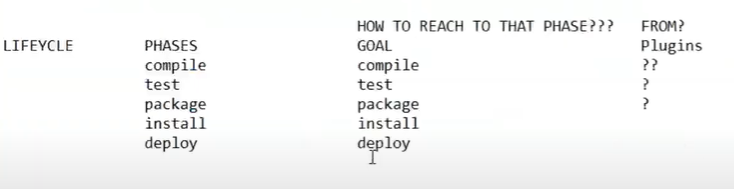 HOW TO REACH TO THAT PHASE??? FROM?
LIFEYCLE PHASES GOAL Plugins
compile compile ??
test test ?
package package ?
install install
deploy deploy